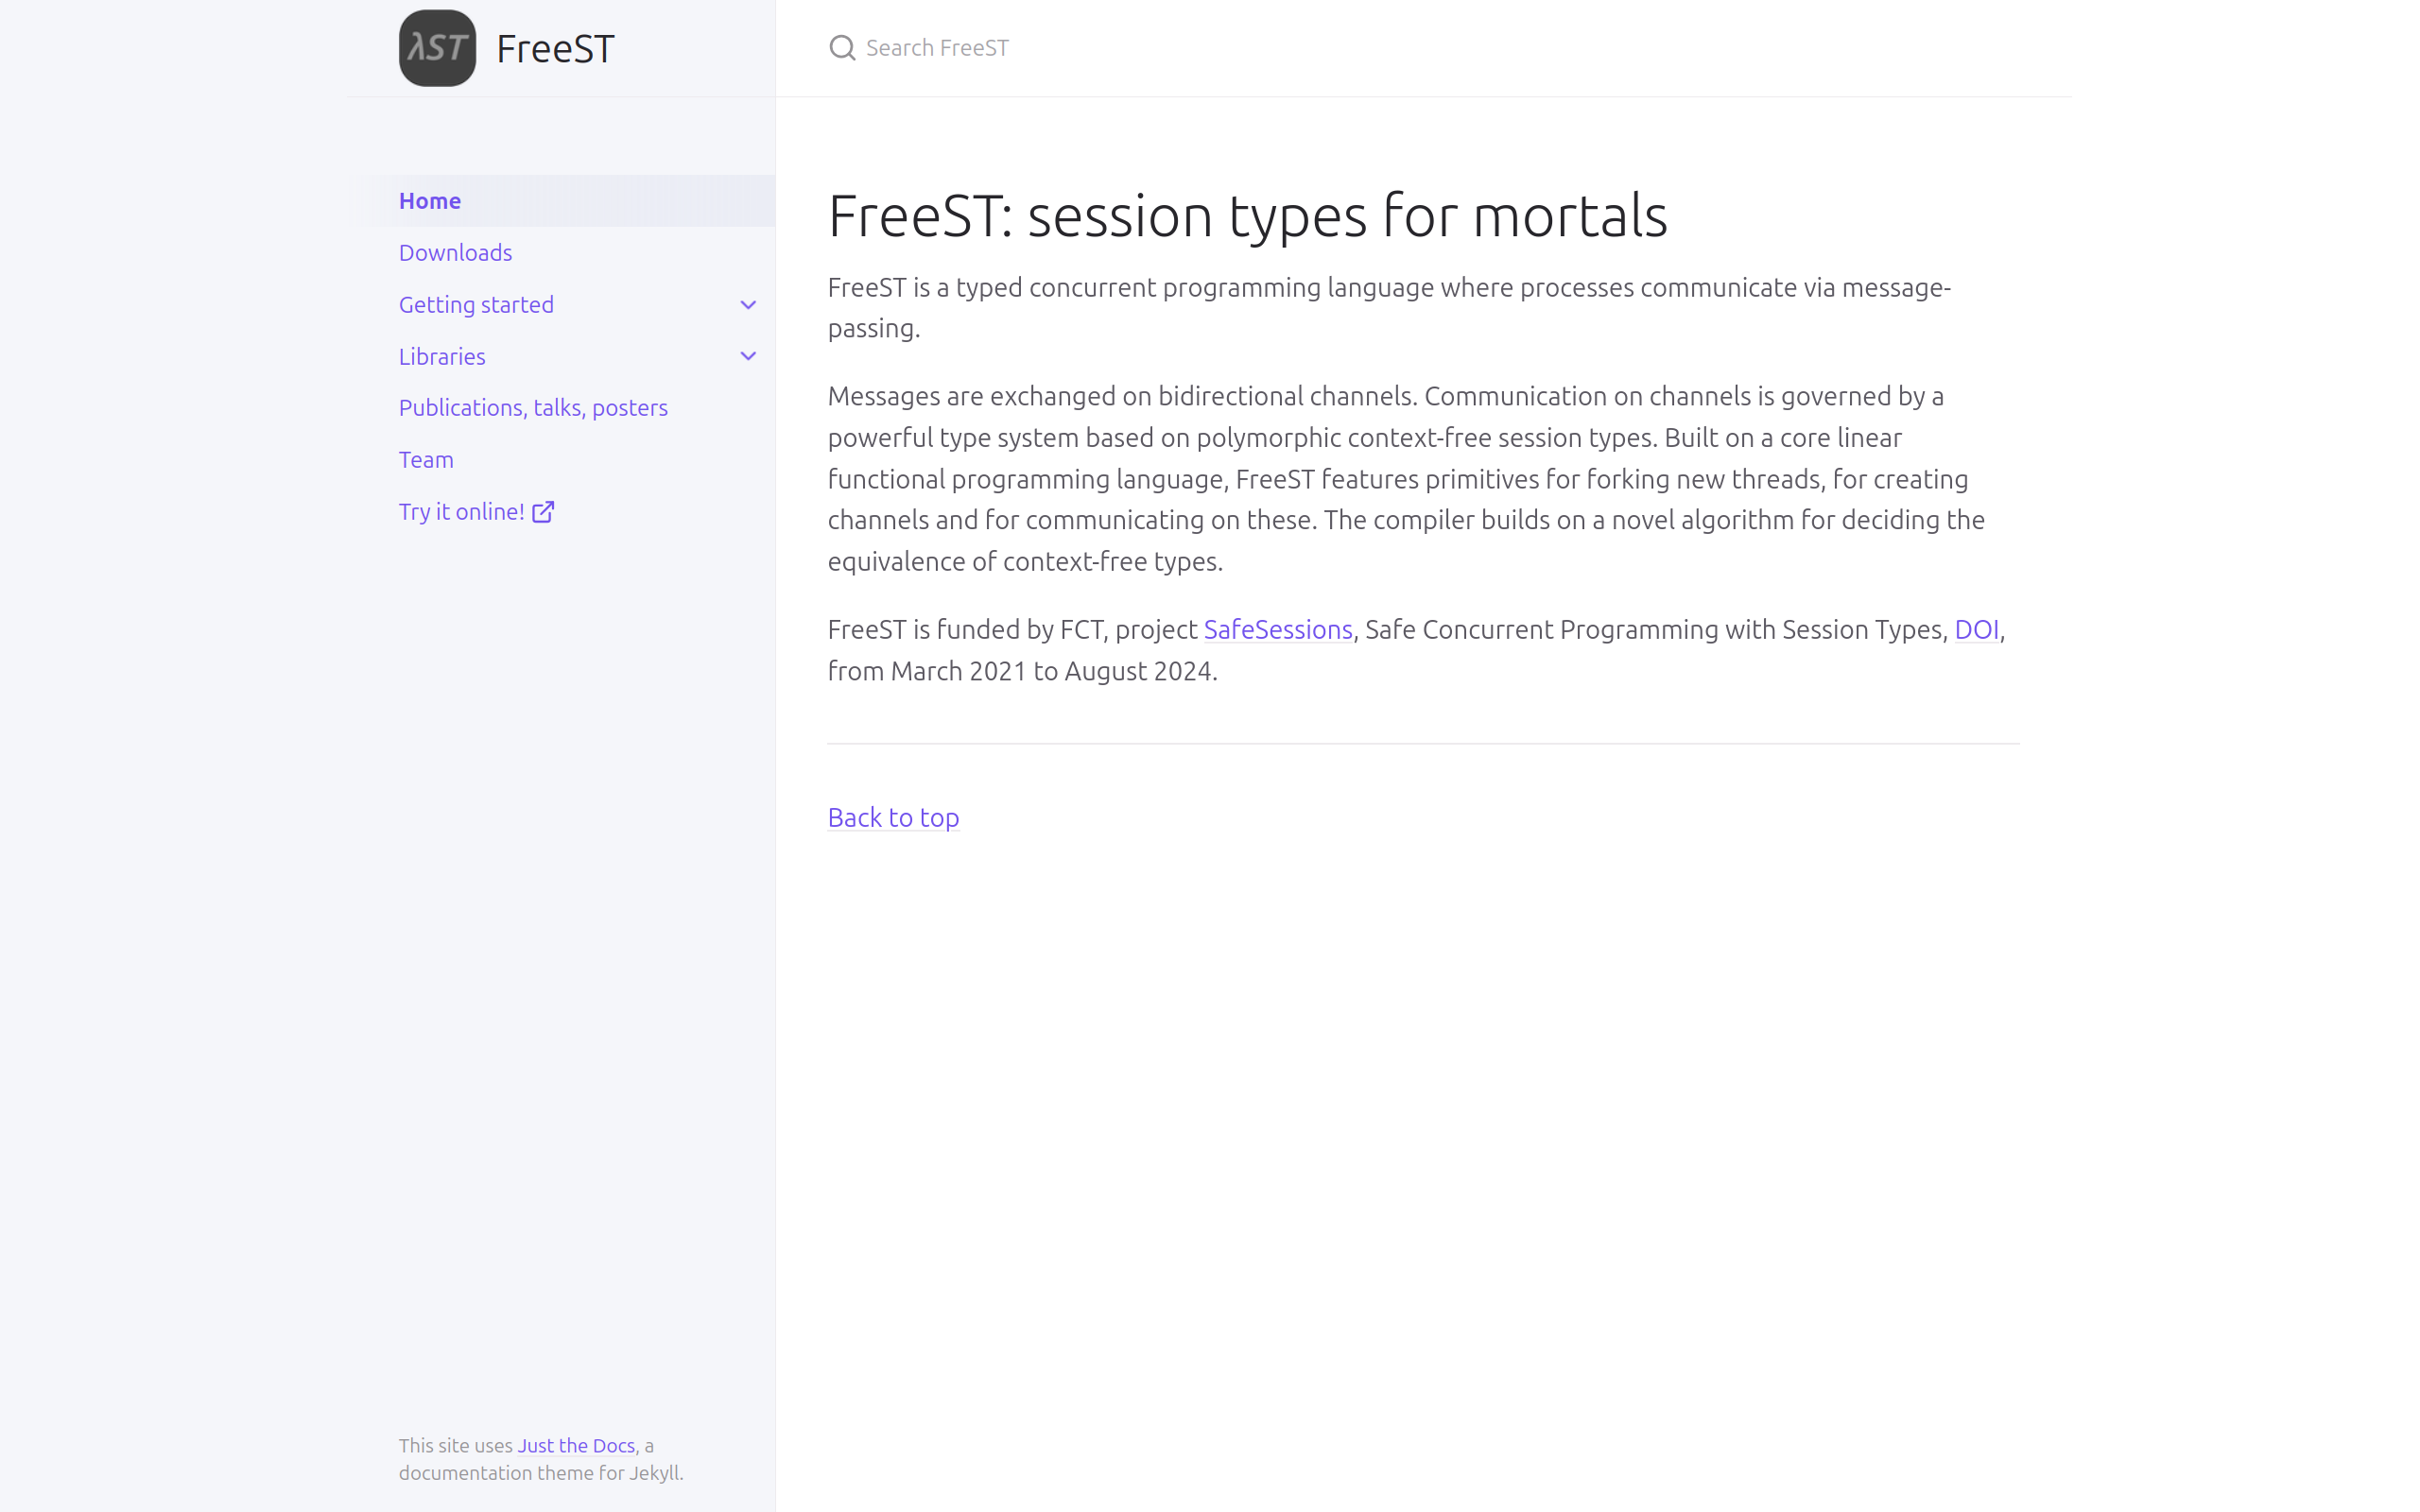 λST FreeST
Search FreeST
Home
Downloads
Getting started
Libraries
Publications, talks, posters
Team
Try it online!
FreeST: session types for mortals
FreeST is a typed concurrent programming language where processes communicate via message-
passing.
Messages are exchanged on bidirectional channels. Communication on channels is governed by a
powerful type system based on polymorphic context-free session types. Built on a core linear
functional programming language, FreeST features primitives for forking new threads, for creating
channels and for communicating on these. The compiler builds on a novel algorithm for deciding the
equivalence of context-free types.
FreeST is funded by FCT, project SafeSessions, Safe Concurrent Programming with Session Types, DOI,
from March 2021 to August 2024.
Back to top
This site uses Just the Docs, a
documentation theme for Jekyll.